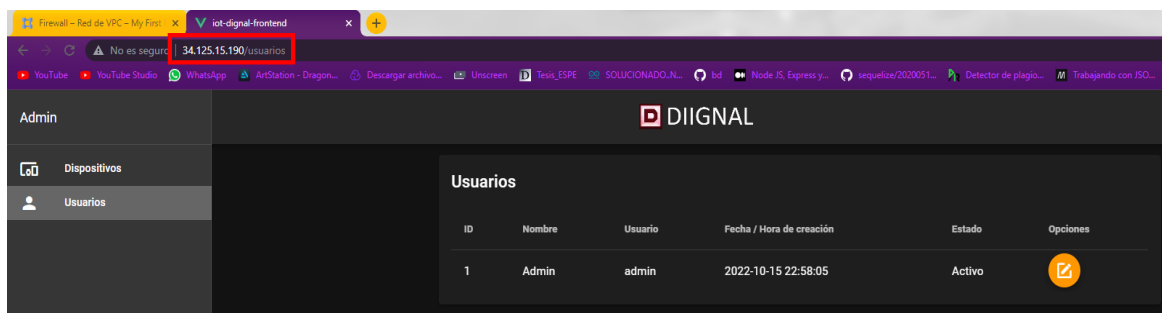 Firewall – Red de VPC – My First
iot-dignal-frontend
No es seguro
34.125.15.190/usuarios
YouTube
YouTube Studio
WhatsApp
ArtStation - Dragon...
Descargar archivo...
Unscreen
Tesis_ESPE
SOLUCIONADO:.N...
bd
Node JS, Express y...
sequelize/2020051...
Detector de plagio...
Trabajando con JSO...
Admin
D DIIGNAL
Dispositivos
Usuarios
Usuarios
ID Nombre Usuario Fecha / Hora de creación Estado Opciones
1 Admin admin 2022-10-15 22:58:05 Activo